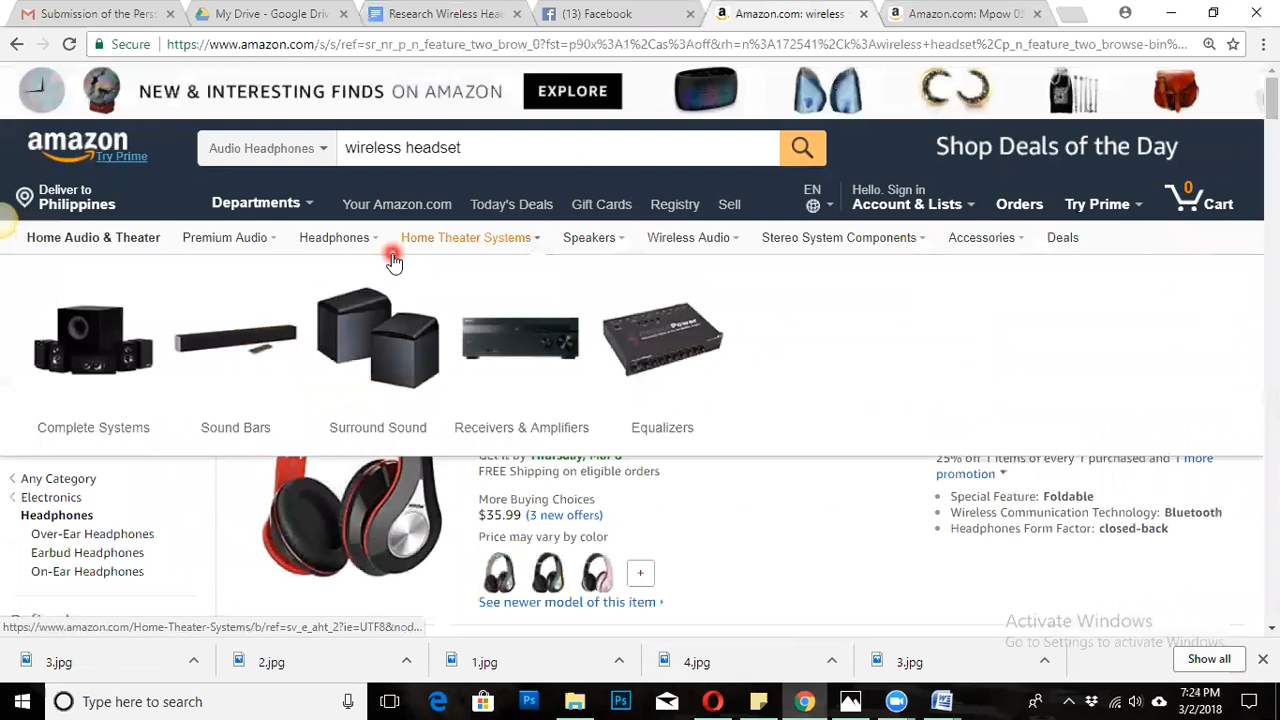 Submission of the Pers
My Drive - Google Driv
Research Wireless Hea
(13) Facebook
Amazon.com: wireless
Amazon.com: Mpow 05
Secure
https://www.amazon.com/s/s/ref=sr_nr_p_n_feature_two_brow_0?fst=p90x%3A1%2Cas%3Aoff&rh=n%3A172541%2Ck%3Awireless+headset%2Cp_n_feature_two_browse-bin%...
NEW & INTERESTING FINDS ON AMAZON
EXPLORE
amazon
Try Prime
Audio Headphones
wireless headset
Shop Deals of the Day
Deliver to
Philippines
Departments
Your Amazon.com
Today's Deals
Gift Cards
Registry
Sell
EN
Hello. Sign in
Account & Lists
Orders
Try Prime
0
Cart
Home Audio & Theater
Premium Audio
Headphones
Home Theater Systems
Speakers
Wireless Audio
Stereo System Components
Accessories
Deals
Complete Systems
Sound Bars
Surround Sound
Receivers & Amplifiers
Equalizers
Any Category
Electronics
Headphones
Over-Ear Headphones
Earbud Headphones
On-Ear Headphones
FREE Shipping on eligible orders
More Buying Choices
$35.99 (3 new offers)
Price may vary by color
+
See newer model of this item
25% off 1 items of every 1 purchased and 1 more
promotion
Special Feature: Foldable
Wireless Communication Technology: Bluetooth
Headphones Form Factor: closed-back
https://www.amazon.com/Home-Theater-Systems/b/ref=sv_e_aht_2?ie=UTF8&nod...
Activate Windows
Go to Settings to activate Windows.
3.jpg
2.jpg
1.jpg
4.jpg
3.jpg
Show all
Type here to search
7:24 PM
3/2/2018